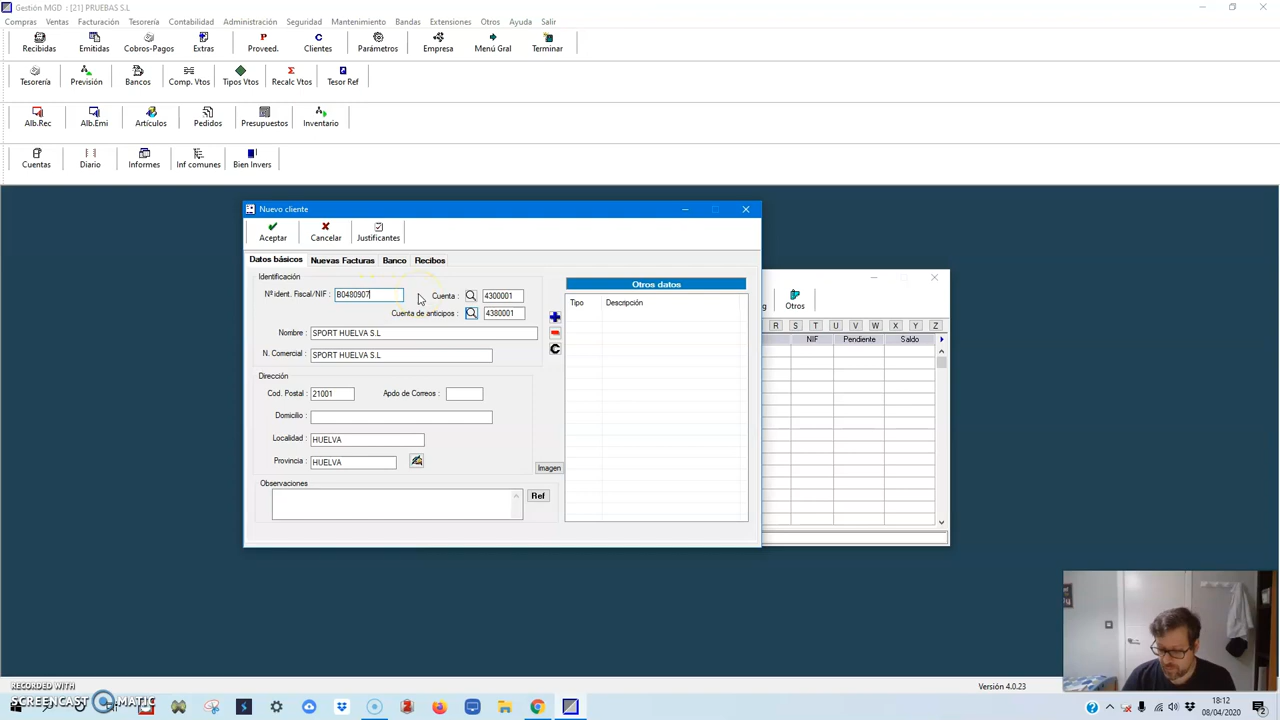 Gestión MGD : [21] PRUEBAS S.L
Compras Ventas Facturación Tesorería Contabilidad Administración Seguridad Mantenimiento Bandas Extensiones Otros Ayuda Salir
Recibidas Emitidas Cobros-Pagos Extras Proveed. Clientes Parámetros Empresa Menú Gral Terminar
Tesorería Previsión Bancos Comp. Vtos Tipos Vtos Recalc Vtos Tesor Ref
Alb.Rec Alb.Emi Artículos Pedidos Presupuestos Inventario
Cuentas Diario Informes Inf comunes Bien Invers
Nuevo cliente
Aceptar Cancelar Justificantes
Datos básicos Nuevas Facturas Banco Recibos
Identificación
Nº ident. Fiscal/NIF : B0480907 Cuenta : 4300001
Cuenta de anticipos : 4380001
Nombre : SPORT HUELVA S.L
N. Comercial : SPORT HUELVA S.L
Dirección
Cod. Postal : 21001 Apdo de Correos :
Domicilio :
Localidad : HUELVA
Provincia : HUELVA
Imagen
Observaciones
Ref
Otros datos
Tipo Descripción
g Otros
R S T U V W X Y Z
NIF Pendiente Saldo
Versión 4.0.23
RECORDED WITH
SCREENCAST MATIC
18:12
08/04/2020
2